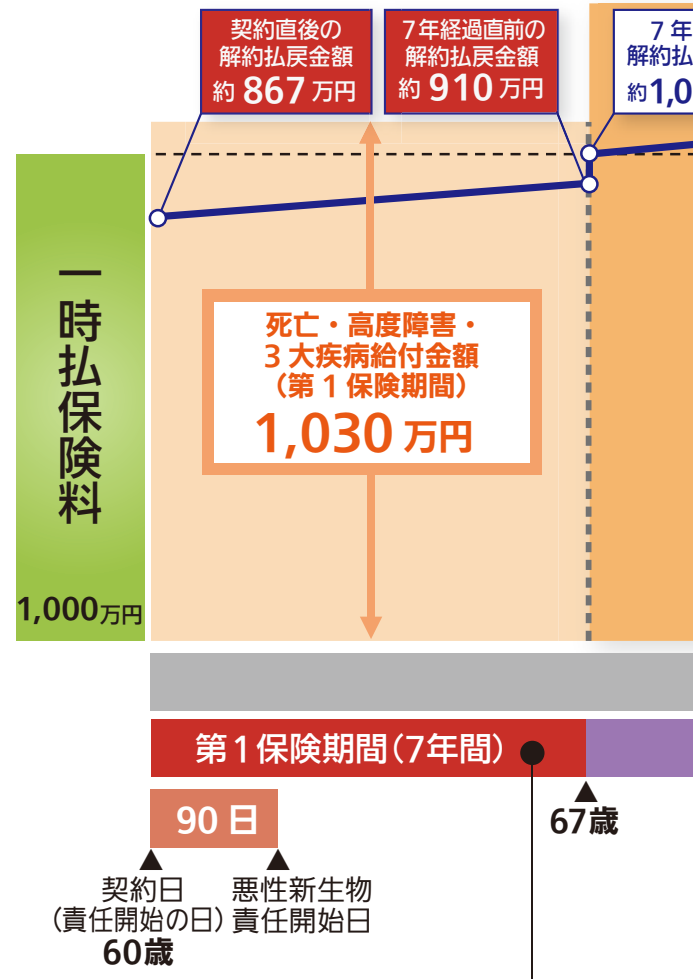 契約直後の
解約払戻金額
約 867 万円
7年経過直前の
解約払戻金額
約 910 万円
7年
解約払
約1,0
一時払保険料
1,000万円
死亡・高度障害・
3大疾病給付金額
（第1保険期間）
1,030 万円
第1保険期間（7年間）
90日
67歳
契約日
（責任開始の日）
60歳
悪性新生物
責任開始日